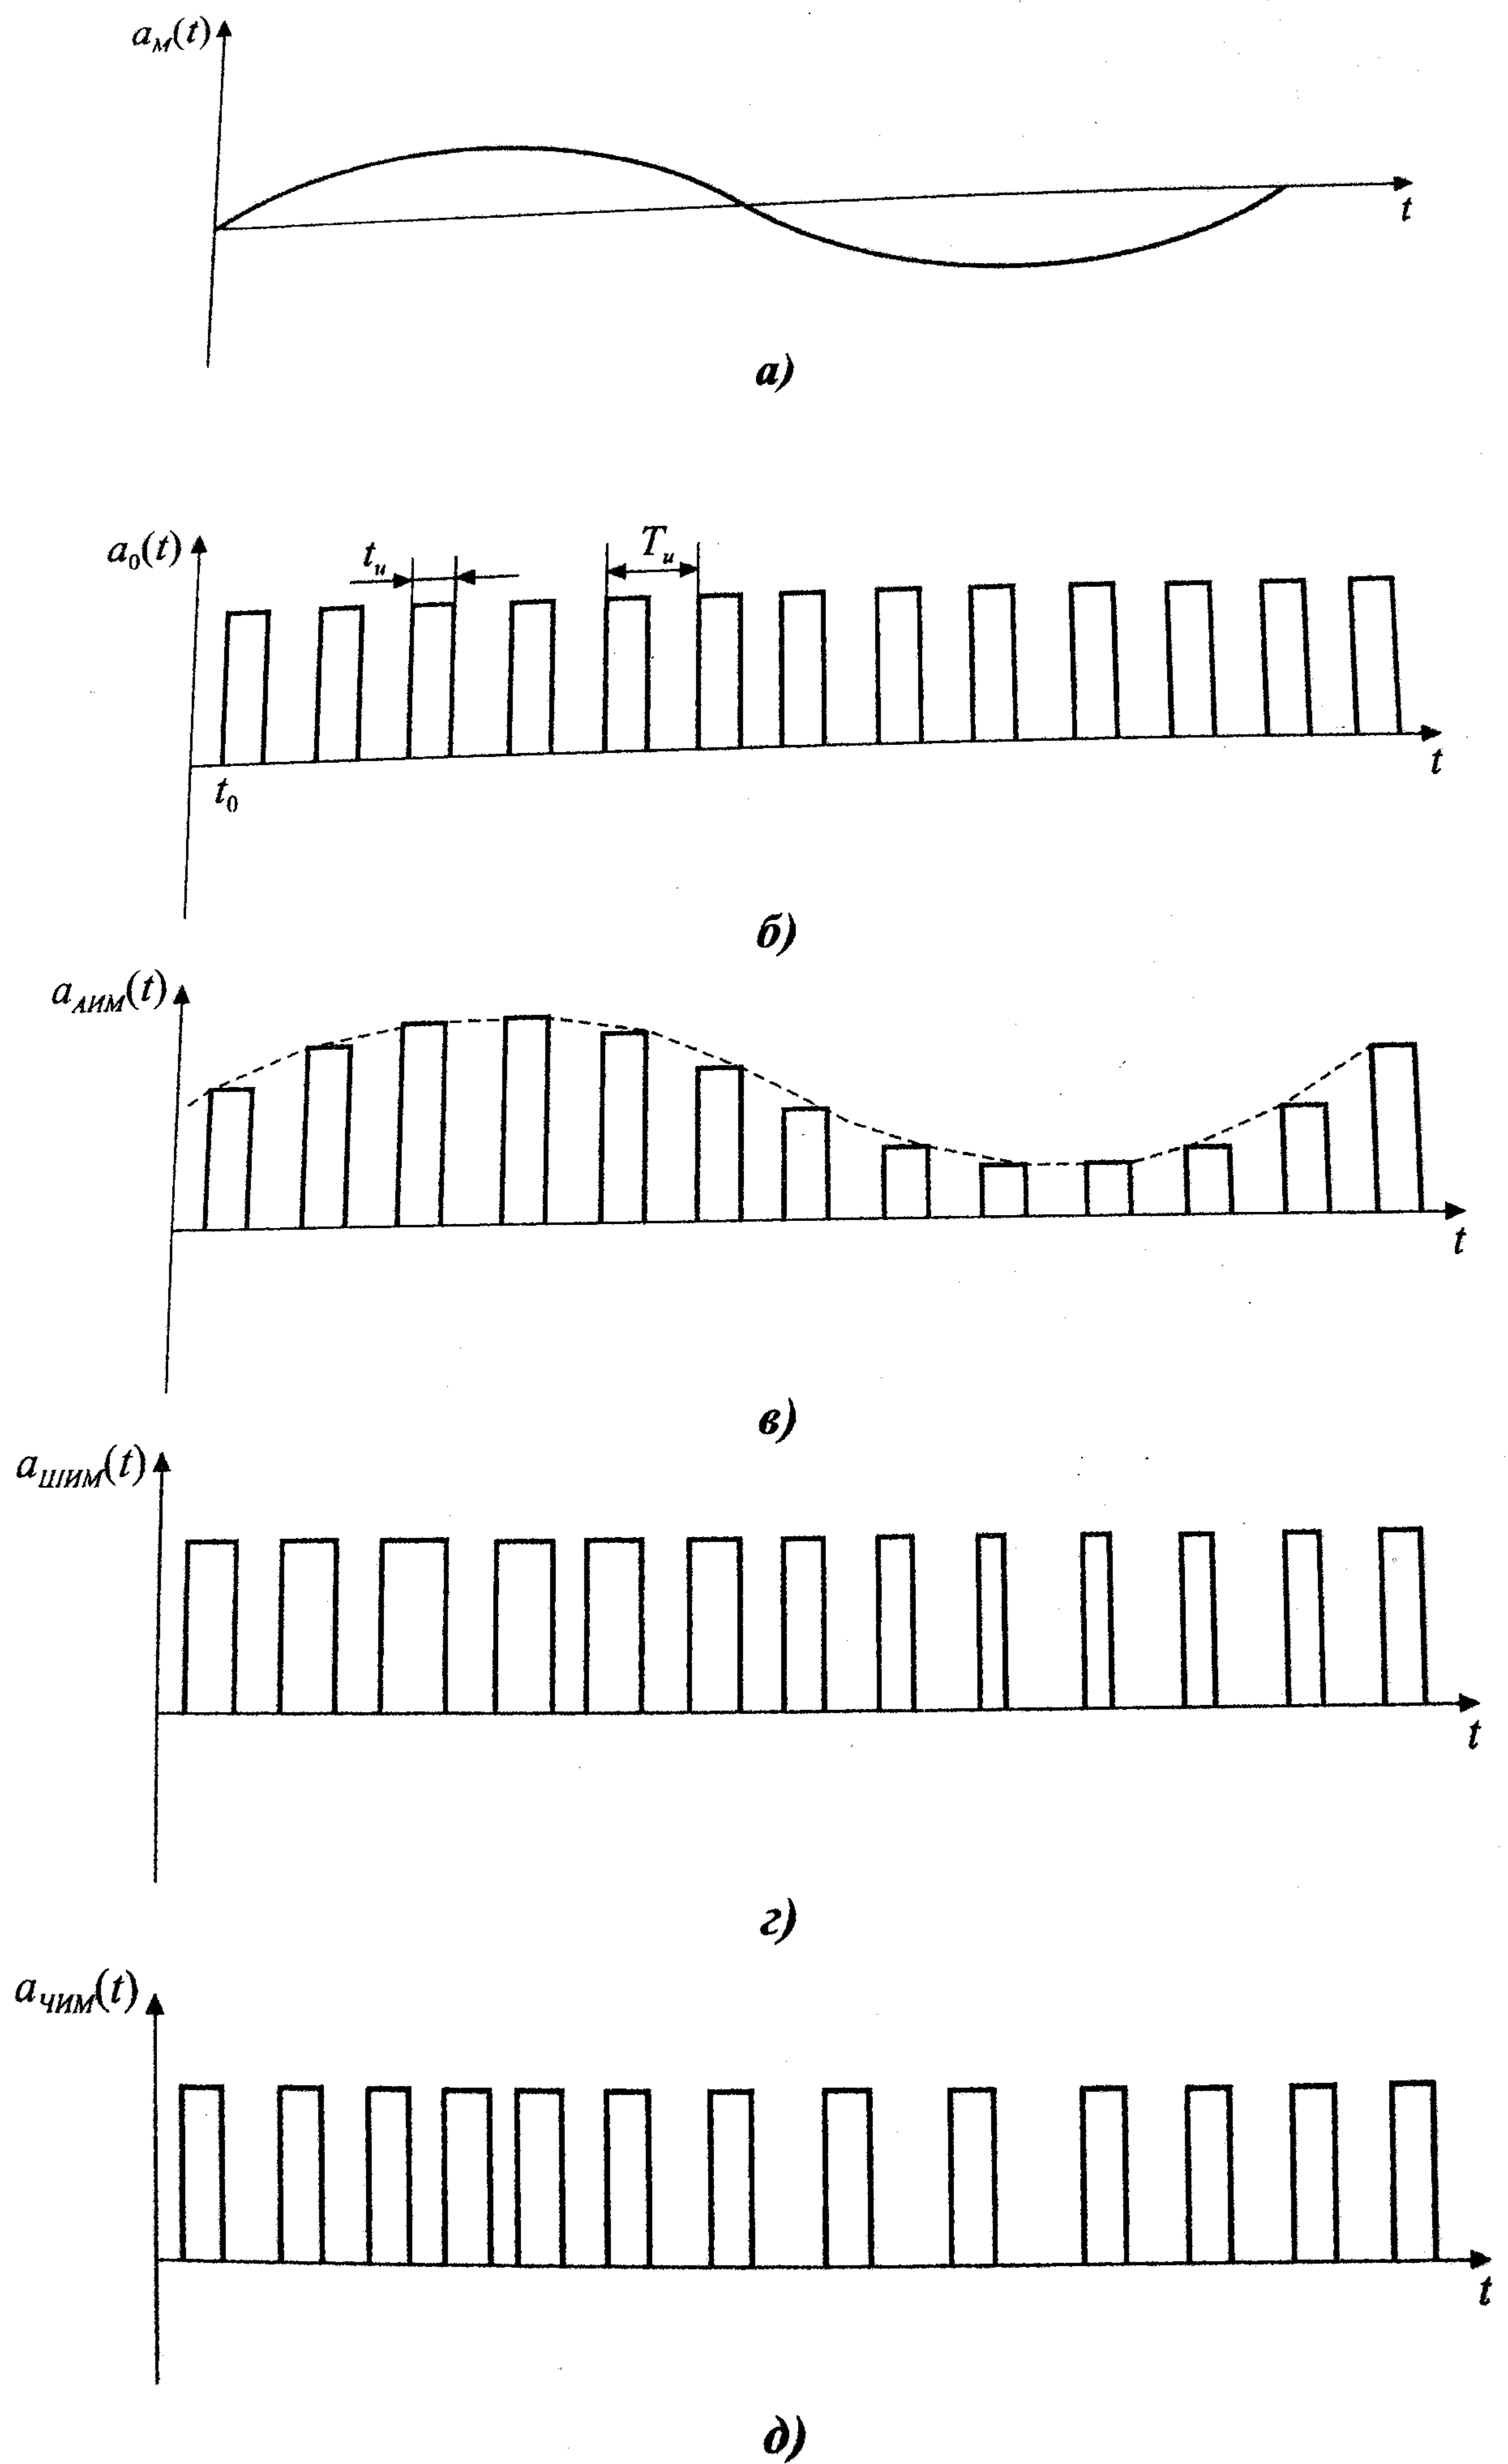 aм(t)
t
а)
a₀(t)
tи
Tи
t
t₀
б)
aАИМ(t)
t
в)
aШИМ(t)
t
г)
aЧИМ(t)
t
д)